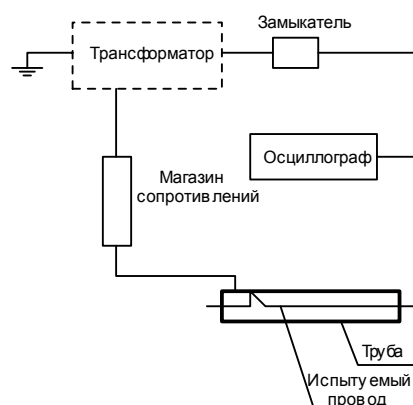 Замыкатель
Трансформатор
Осциллограф
Магазин
сопротивлений
Труба
Испытуемый
провод